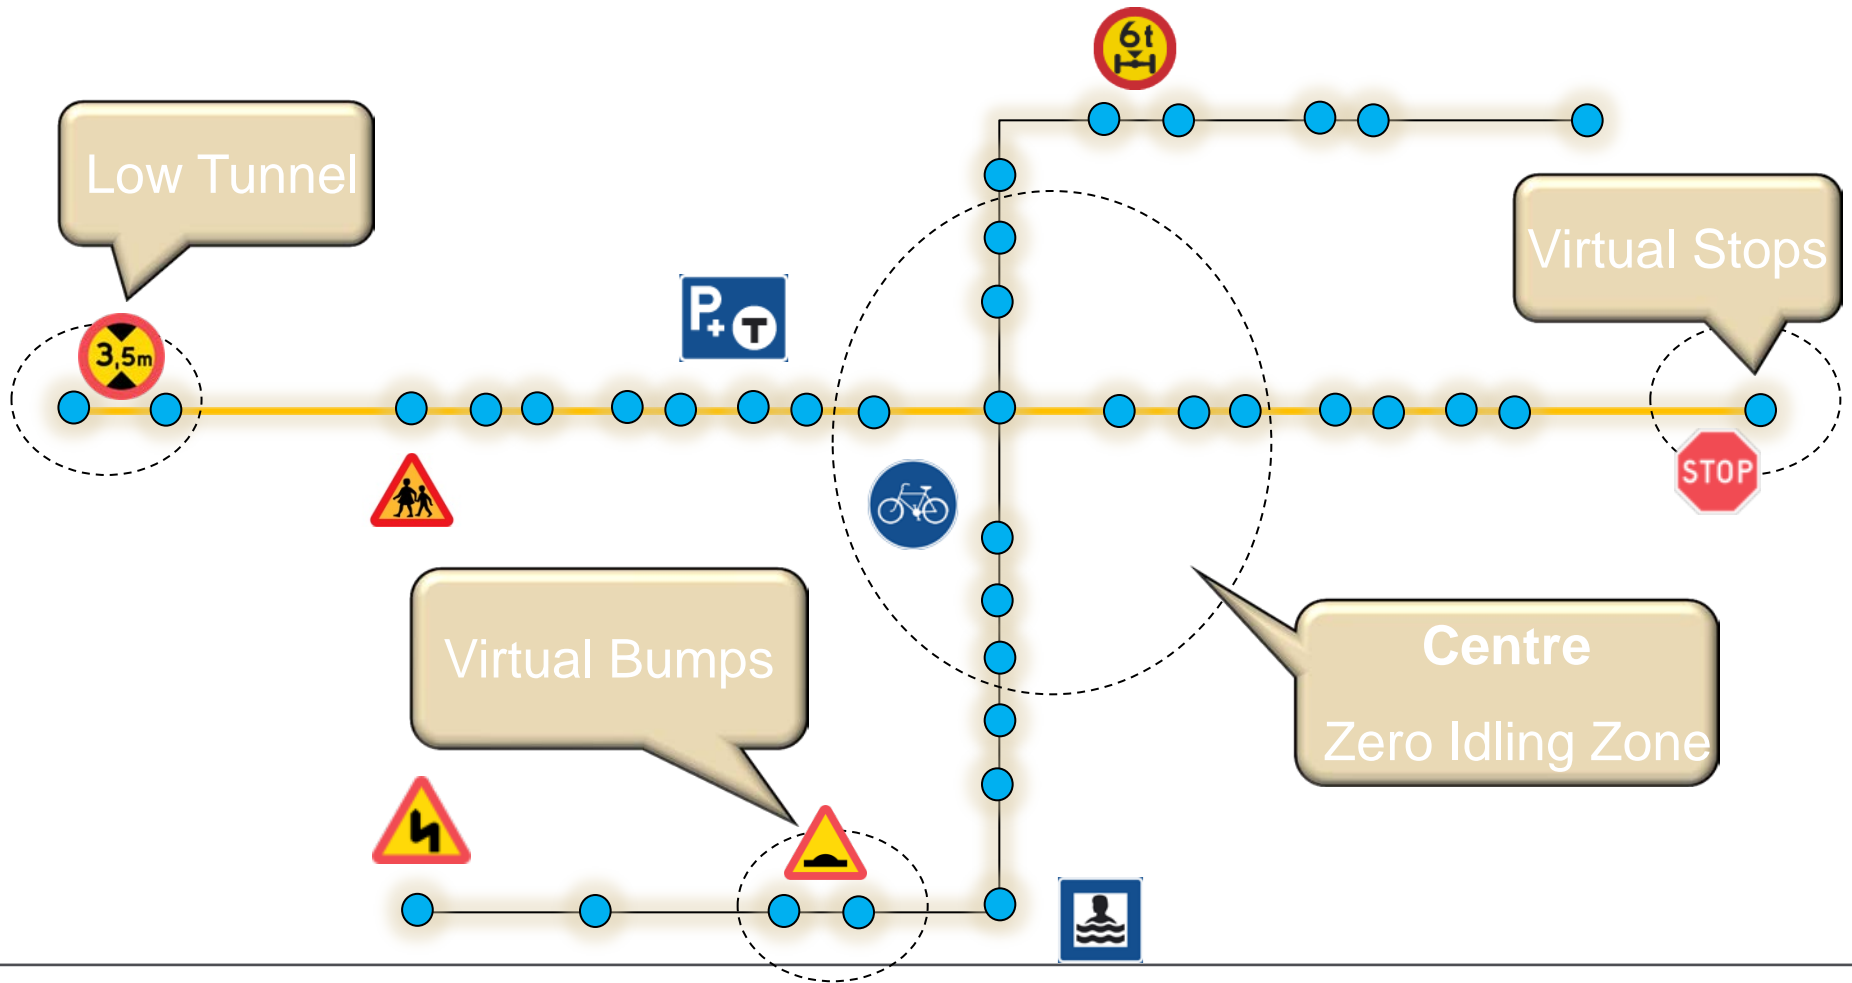 6t
Low Tunnel
Virtual Stops
P+ T
3,5m
STOP
Virtual Bumps
Centre
Zero Idling Zone